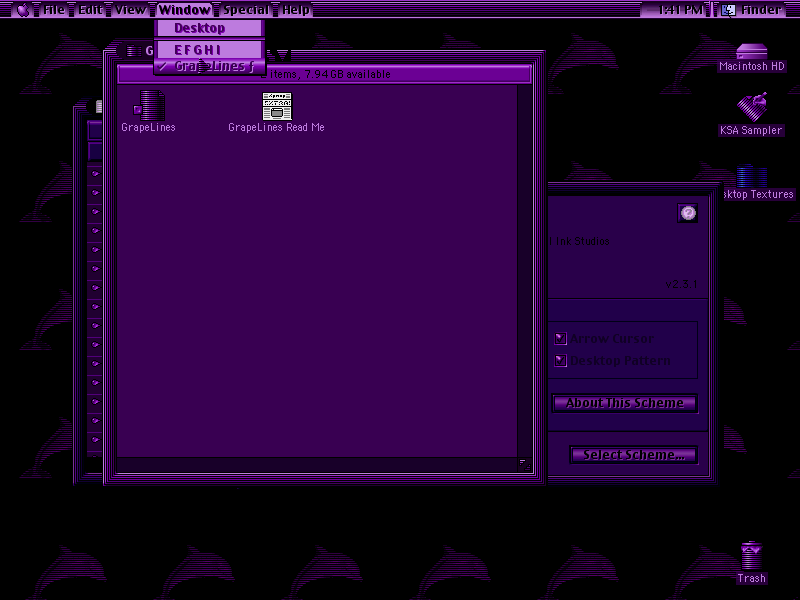 File Edit View Window Special Help 1:41 PM Finder
Desktop
E F G H I
GrapeLines ƒ
G
items, 7.94 GB available
GrapeLines
GrapeLines Read Me
Macintosh HD
KSA Sampler
sktop Textures
Ink Studios
v2.3.1
Arrow Cursor
Desktop Pattern
About This Scheme
Select Scheme...
Trash